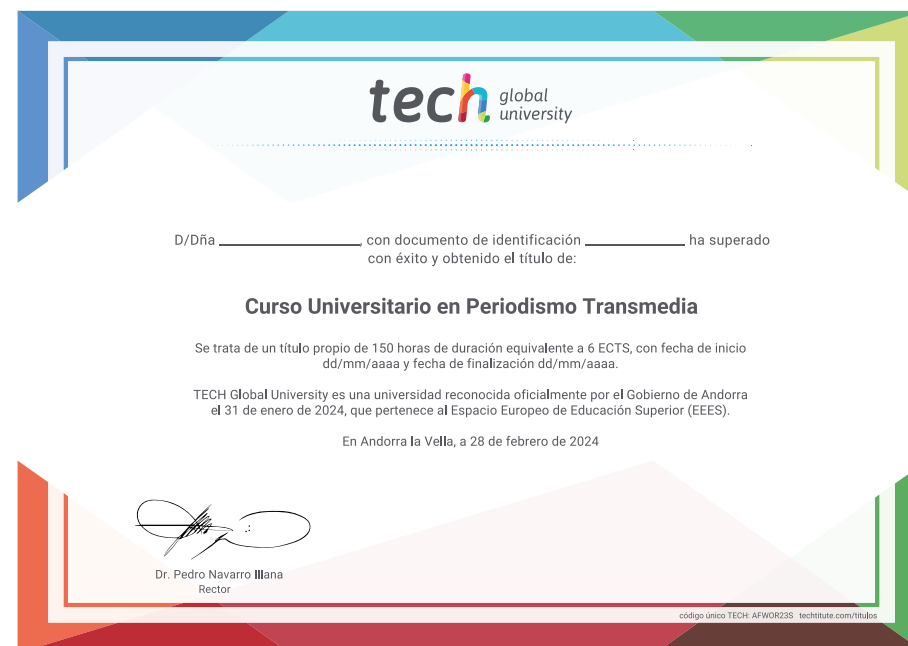 tech global university
D/Dña ____________________, con documento de identificación ______________ ha superado
con éxito y obtenido el título de:
Curso Universitario en Periodismo Transmedia
Se trata de un título propio de 150 horas de duración equivalente a 6 ECTS, con fecha de inicio
dd/mm/aaaa y fecha de finalización dd/mm/aaaa.
TECH Global University es una universidad reconocida oficialmente por el Gobierno de Andorra
el 31 de enero de 2024, que pertenece al Espacio Europeo de Educación Superior (EEES).
En Andorra la Vella, a 28 de febrero de 2024
Dr. Pedro Navarro Illana
Rector
código único TECH: AFWOR23S techtitute.com/titulos